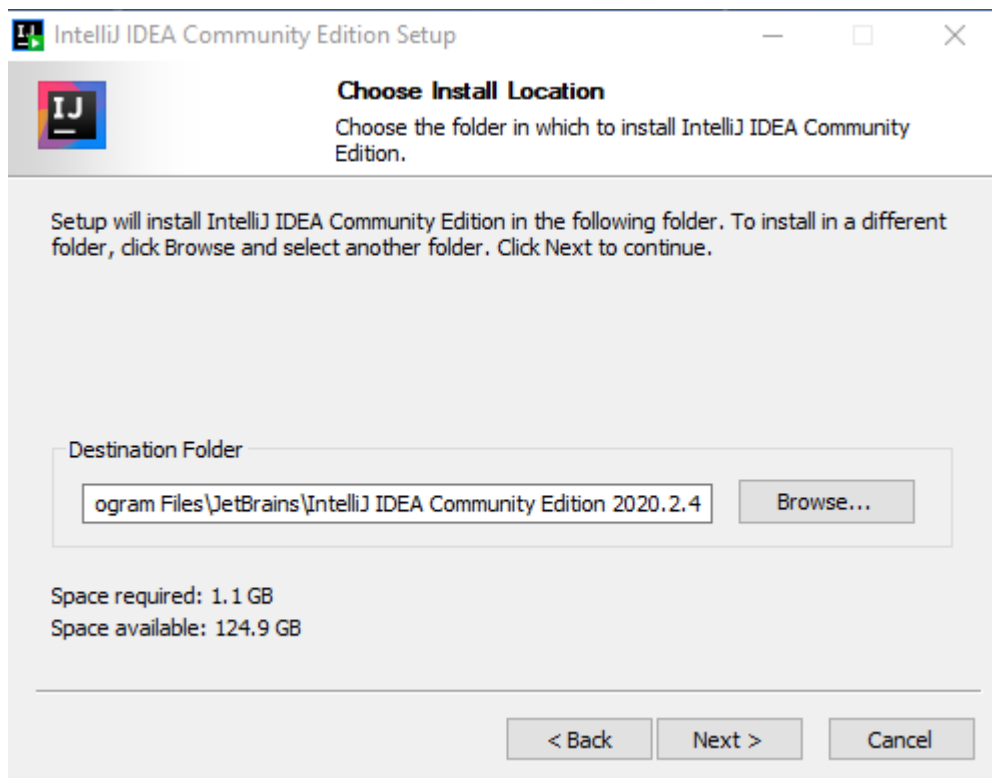 IntelliJ IDEA Community Edition Setup
IJ
Choose Install Location
Choose the folder in which to install IntelliJ IDEA Community
Edition.
Setup will install IntelliJ IDEA Community Edition in the following folder. To install in a different
folder, click Browse and select another folder. Click Next to continue.
Destination Folder
ogram Files\JetBrains\IntelliJ IDEA Community Edition 2020.2.4
Browse...
Space required: 1.1 GB
Space available: 124.9 GB
< Back
Next >
Cancel